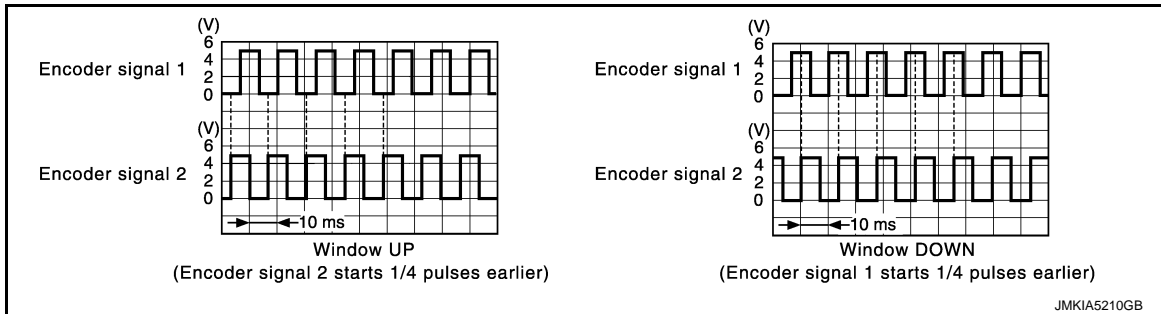 (V)
6
4
2
0
Encoder signal 1
(V)
6
4
2
0
Encoder signal 2
10 ms
Window UP
(Encoder signal 2 starts 1/4 pulses earlier)
(V)
6
4
2
0
Encoder signal 1
(V)
6
4
2
0
Encoder signal 2
10 ms
Window DOWN
(Encoder signal 1 starts 1/4 pulses earlier)
JMKIA5210GB